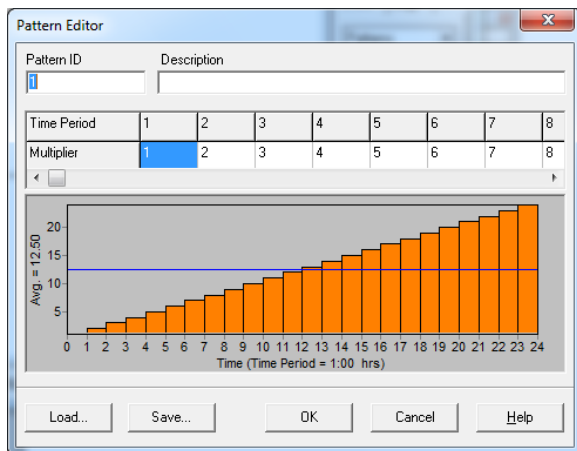 Pattern Editor
Pattern ID Description
1
Time Period 1 2 3 4 5 6 7 8
Multiplier 1 2 3 4 5 6 7 8
Avg. = 12.50
20
15
10
5
0 1 2 3 4 5 6 7 8 9 10 11 12 13 14 15 16 17 18 19 20 21 22 23 24
Time (Time Period = 1:00 hrs)
Load... Save... OK Cancel Help